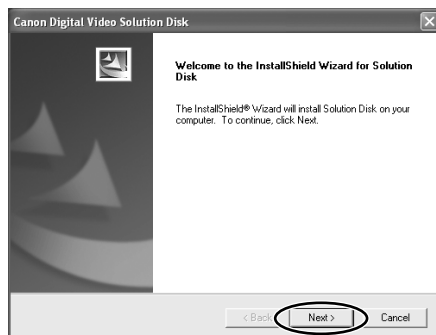 Canon Digital Video Solution Disk
Welcome to the InstallShield Wizard for Solution
Disk
The InstallShield® Wizard will install Solution Disk on your
computer. To continue, click Next.
< Back
Next >
Cancel